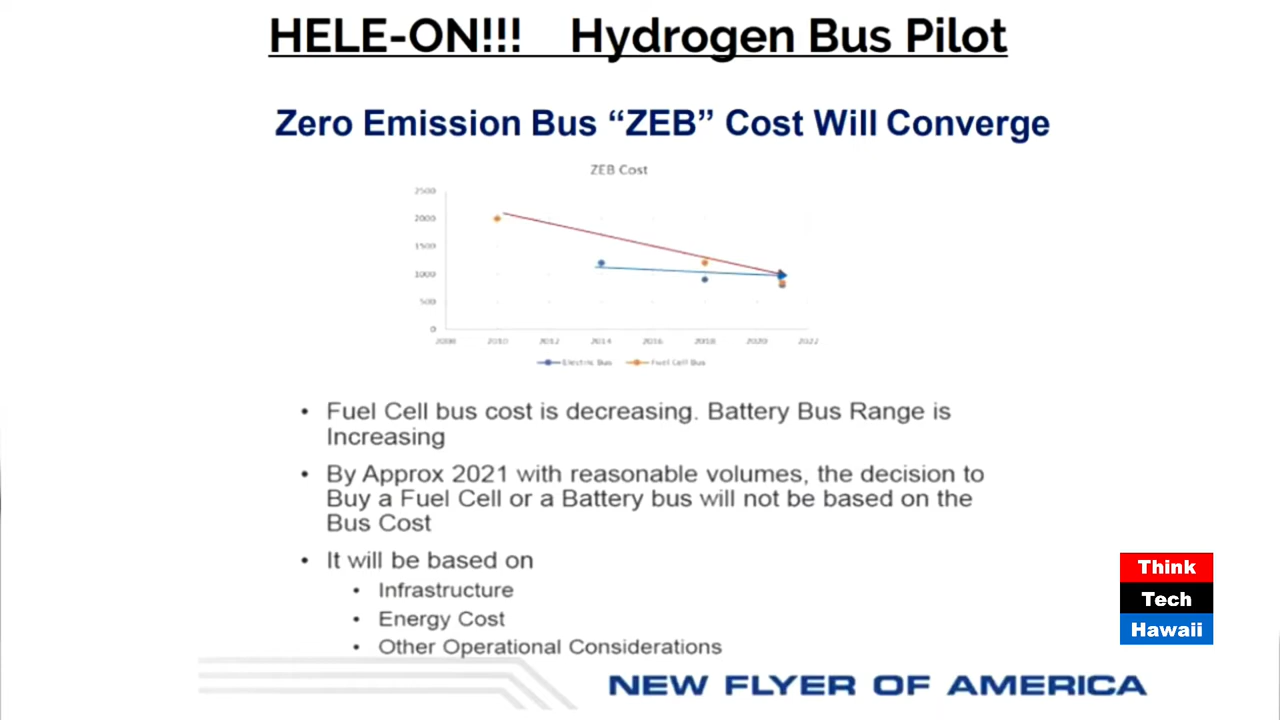 HELE-ON!!! Hydrogen Bus Pilot
Zero Emission Bus “ZEB” Cost Will Converge
ZEB Cost
2500
2000
1500
1000
500
0
2008 2010 2012 2014 2016 2018 2020 2022
Electric Bus Fuel Cell Bus
• Fuel Cell bus cost is decreasing. Battery Bus Range is
Increasing
• By Approx 2021 with reasonable volumes, the decision to
Buy a Fuel Cell or a Battery bus will not be based on the
Bus Cost
• It will be based on
• Infrastructure
• Energy Cost
• Other Operational Considerations
Think
Tech
Hawaii
NEW FLYER OF AMERICA